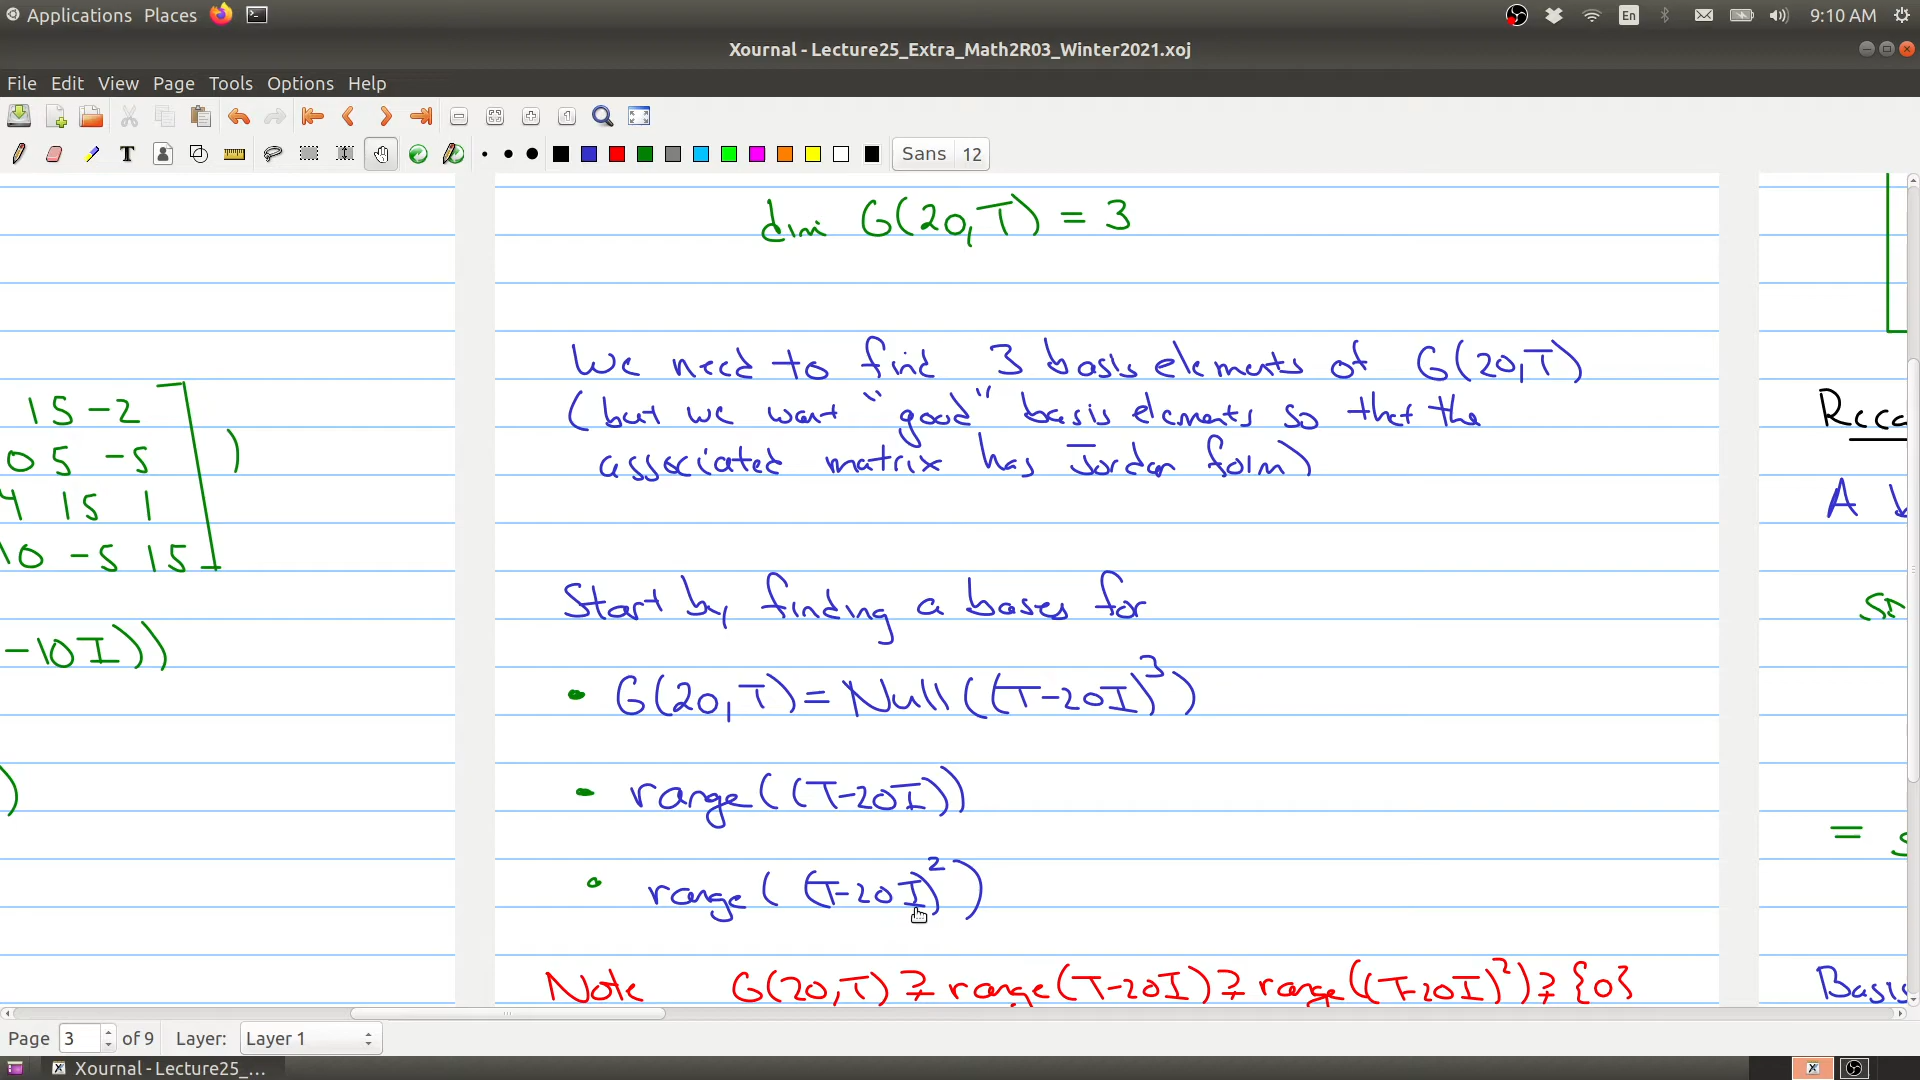 Applications Places En 9:10 AM
Xournal - Lecture25_Extra_Math2R03_Winter2021.xoj
File Edit View Page Tools Options Help
Sans 12
dim G(20,T) = 3
We need to find 3 basis elements of G(20,T)
(but we want "good" basis elements so that the
associated matrix has Jordan form)
Start by finding a bases for
• G(20,T) = Null((T-20I)³)
• range((T-20I))
• range((T-20I)²)
Note G(20,T) ⊋ range(T-20I) ⊋ range((T-20I)²) ⊋ {0}
15 -2
0 5 -5 )
4 15 1
10 -5 15
-10I))
)
Reca
A
=
Basis
Page 3 of 9 Layer: Layer 1
Xournal - Lecture25_...